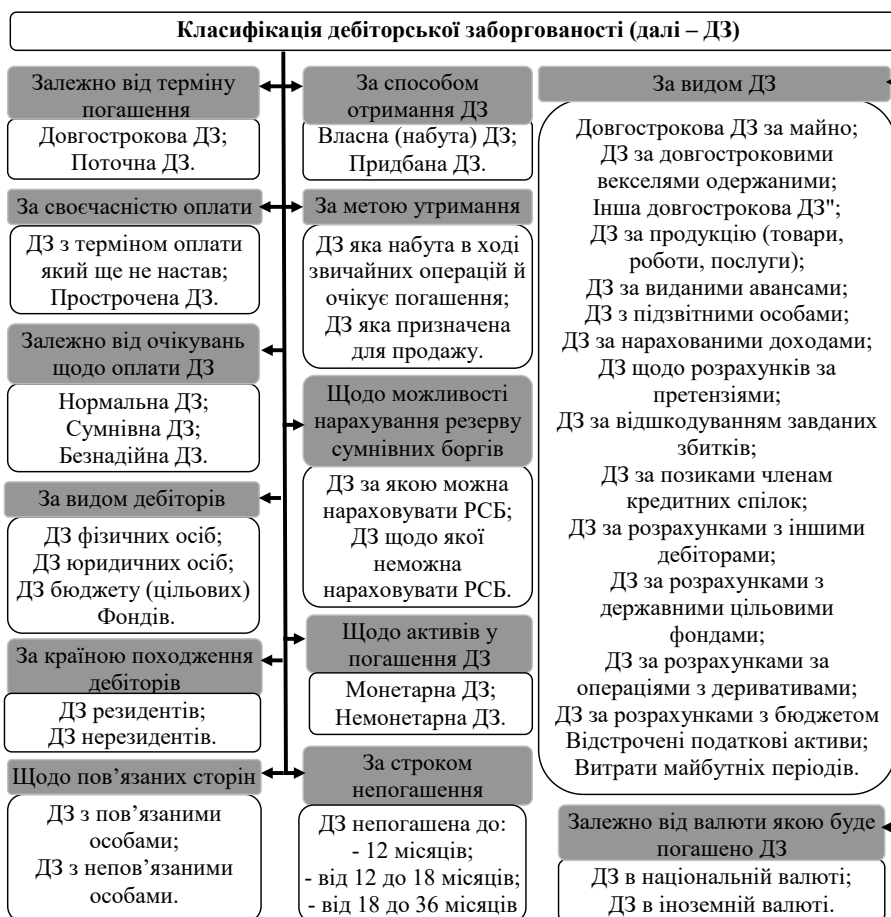 Класифікація дебіторської заборгованості (далі – ДЗ)
Залежно від терміну
погашення
Довгострокова ДЗ;
Поточна ДЗ.
За своєчасністю оплати
ДЗ з терміном оплати
який ще не настав;
Прострочена ДЗ.
Залежно від очікувань
щодо оплати ДЗ
Нормальна ДЗ;
Сумнівна ДЗ;
Безнадійна ДЗ.
За видом дебіторів
ДЗ фізичних осіб;
ДЗ юридичних осіб;
ДЗ бюджету (цільових)
Фондів.
За країною походження
дебіторів
ДЗ резидентів;
ДЗ нерезидентів.
Щодо пов’язаних сторін
ДЗ з пов’язаними
особами;
ДЗ з непов’язаними
особами.
За способом
отримання ДЗ
Власна (набута) ДЗ;
Придбана ДЗ.
За метою утримання
ДЗ яка набута в ході
звичайних операцій й
очікує погашення;
ДЗ яка призначена
для продажу.
Щодо можливості
нарахування резерву
сумнівних боргів
ДЗ за якою можна
нараховувати РСБ;
ДЗ щодо якої
неможна
нараховувати РСБ.
Щодо активів у
погашення ДЗ
Монетарна ДЗ;
Немонетарна ДЗ.
За строком
непогашення
ДЗ непогашена до:
- 12 місяців;
- від 12 до 18 місяців;
- від 18 до 36 місяців
За видом ДЗ
Довгострокова ДЗ за майно;
ДЗ за довгостроковими
векселями одержаними;
Інша довгострокова ДЗ";
ДЗ за продукцію (товари,
роботи, послуги);
ДЗ за виданими авансами;
ДЗ з підзвітними особами;
ДЗ за нарахованими доходами;
ДЗ щодо розрахунків за
претензіями;
ДЗ за відшкодуванням завданих
збитків;
ДЗ за позиками членам
кредитних спілок;
ДЗ за розрахунками з іншими
дебіторами;
ДЗ за розрахунками з
державними цільовими
фондами;
ДЗ за розрахунками за
операціями з деривативами;
ДЗ за розрахунками з бюджетом
Відстрочені податкові активи;
Витрати майбутніх періодів.
Залежно від валюти якою буде
погашено ДЗ
ДЗ в національній валюті;
ДЗ в іноземній валюті.